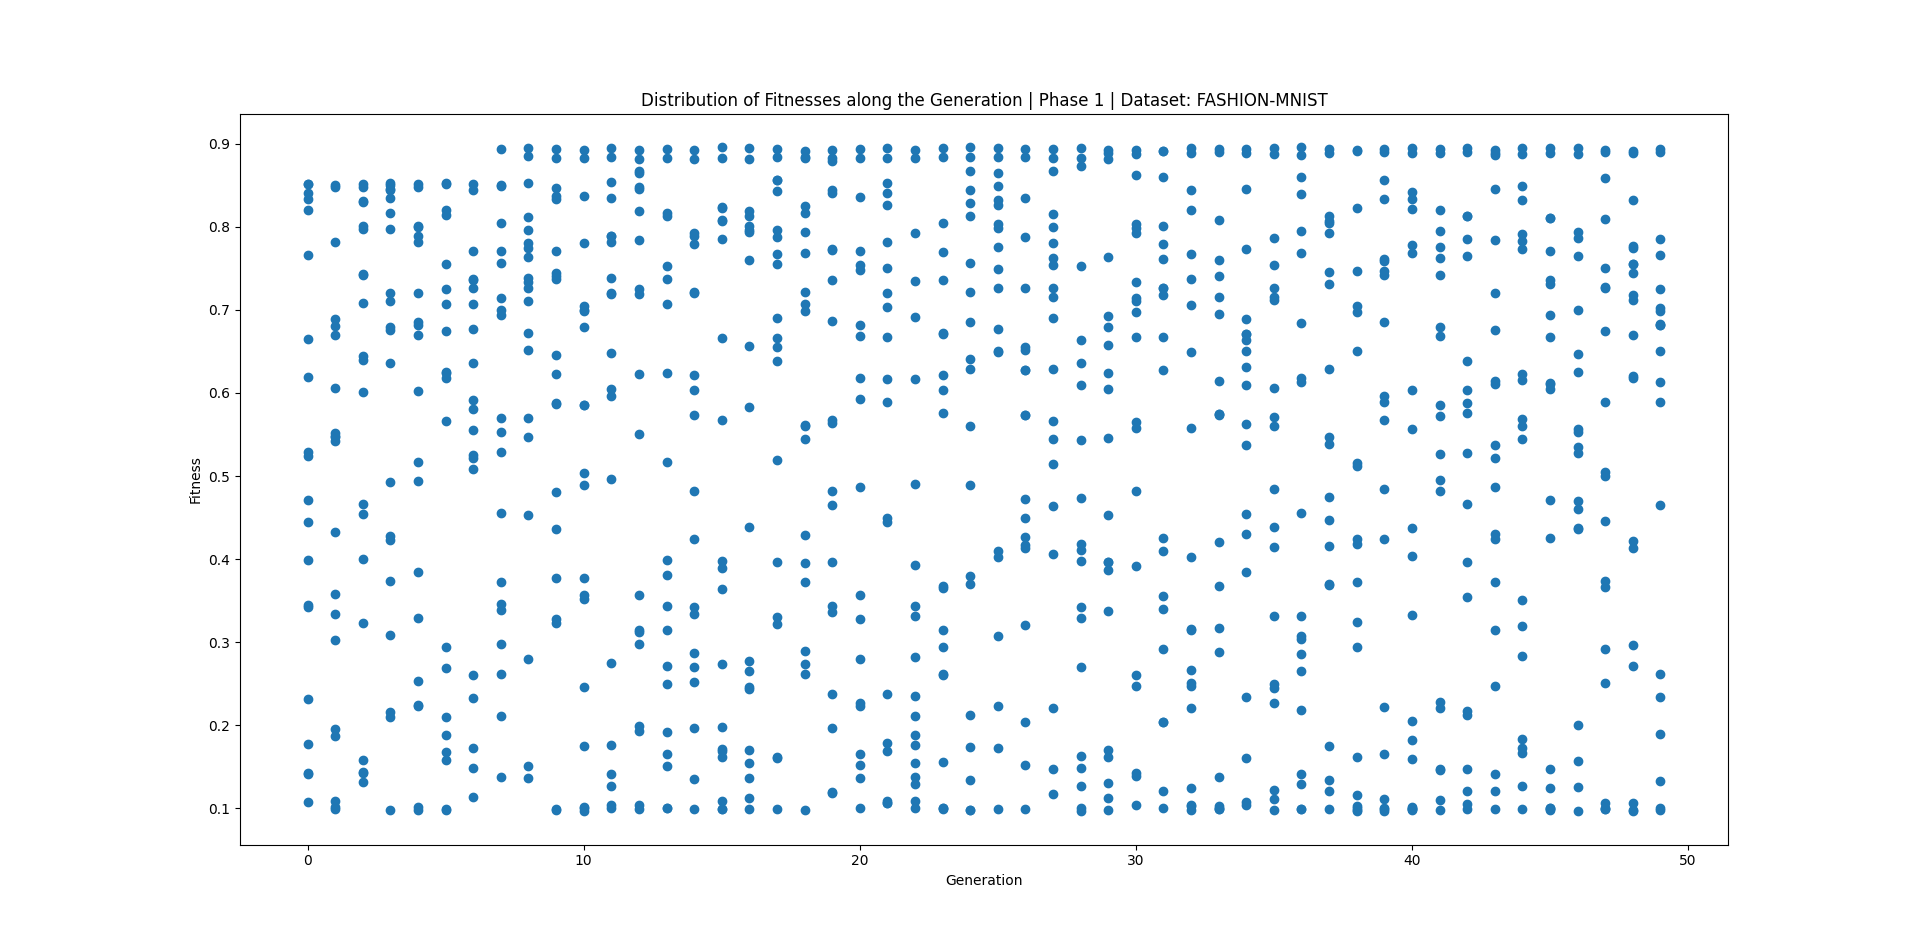 Distribution of Fitnesses along the Generation | Phase 1 | Dataset: FASHION-MNIST
0.9
0.8
0.7
0.6
0.5
0.4
0.3
0.2
0.1
Fitness
0 10 20 30 40 50
Generation